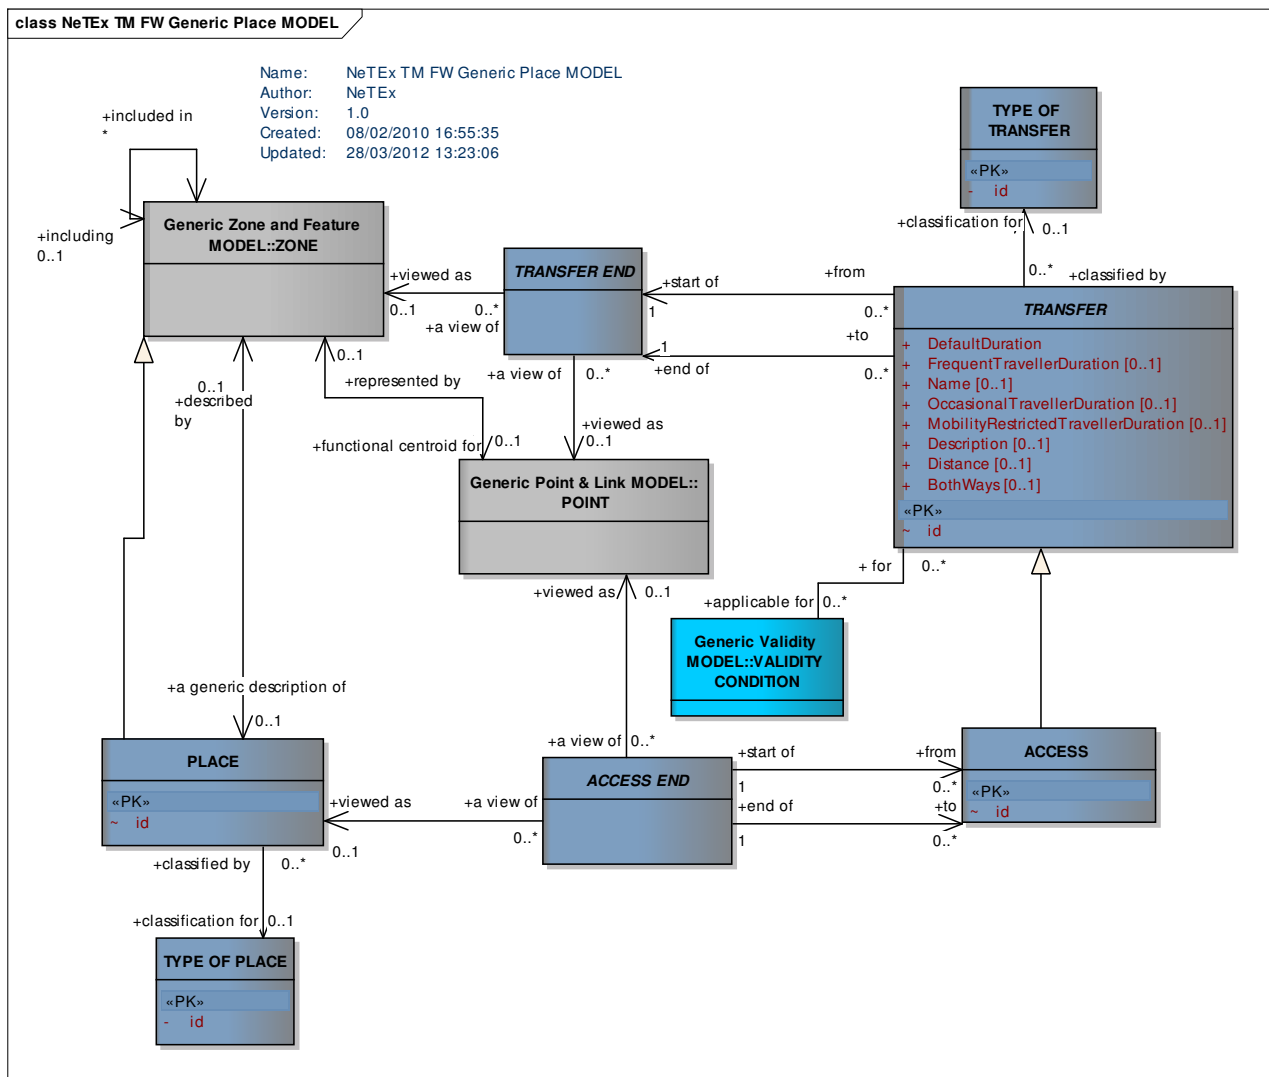 class NeTEx TM FW Generic Place MODEL
Name: NeTEx TM FW Generic Place MODEL
Author: NeTEx
Version: 1.0
Created: 08/02/2010 16:55:35
Updated: 28/03/2012 13:23:06
+included in
*
+including
0..1
Generic Zone and Feature
MODEL::ZONE
+viewed as
0..1
0..*
+a view of
TRANSFER END
+start of
1
+from
0..*
1
+to
+end of
0..*
TYPE OF
TRANSFER
«PK»
- id
+classification for
0..1
0..*
+classified by
TRANSFER
+ DefaultDuration
+ FrequentTravellerDuration [0..1]
+ Name [0..1]
+ OccasionalTravellerDuration [0..1]
+ MobilityRestrictedTravellerDuration [0..1]
+ Description [0..1]
+ Distance [0..1]
+ BothWays [0..1]
«PK»
~ id
0..1
+described
by
0..1
+represented by
+functional centroid for
0..1
+a view of
0..*
+viewed as
0..1
Generic Point & Link MODEL::
POINT
+viewed as
0..1
+ for
0..*
+applicable for
0..*
Generic Validity
MODEL::VALIDITY
CONDITION
+a generic description of
0..1
PLACE
«PK»
~ id
+viewed as
0..1
+a view of
0..*
+a view of
0..*
ACCESS END
+start of
1
+from
0..*
+end of
1
+to
0..*
ACCESS
«PK»
~ id
+classified by
0..*
+classification for
0..1
TYPE OF PLACE
«PK»
- id